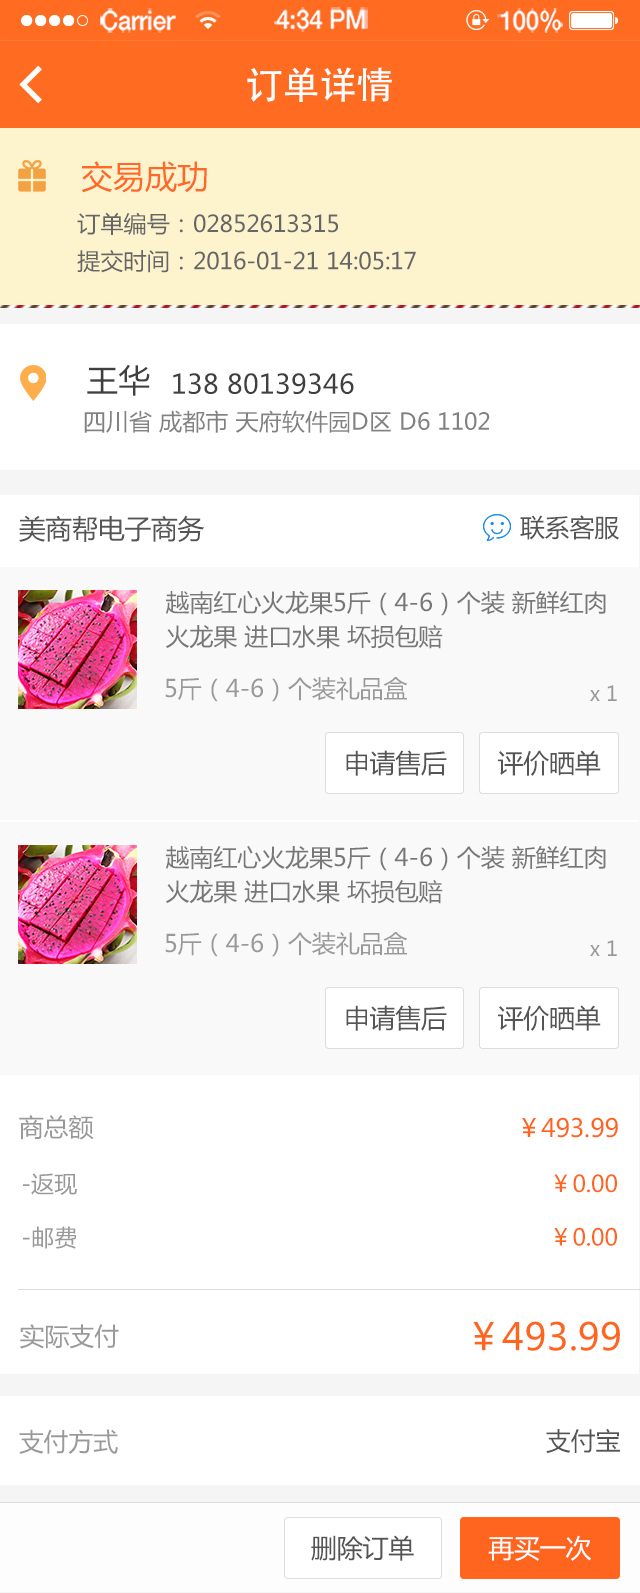 Carrier 4:34 PM 100%
订单详情
交易成功
订单编号：02852613315
提交时间：2016-01-21 14:05:17
王华 138 80139346
四川省 成都市 天府软件园D区 D6 1102
美商帮电子商务 联系客服
越南红心火龙果5斤（4-6）个装 新鲜红肉
火龙果 进口水果 坏损包赔
5斤（4-6）个装礼品盒 x 1
申请售后 评价晒单
越南红心火龙果5斤（4-6）个装 新鲜红肉
火龙果 进口水果 坏损包赔
5斤（4-6）个装礼品盒 x 1
申请售后 评价晒单
商总额 ¥493.99
-返现 ¥0.00
-邮费 ¥0.00
实际支付 ¥493.99
支付方式 支付宝
删除订单 再买一次